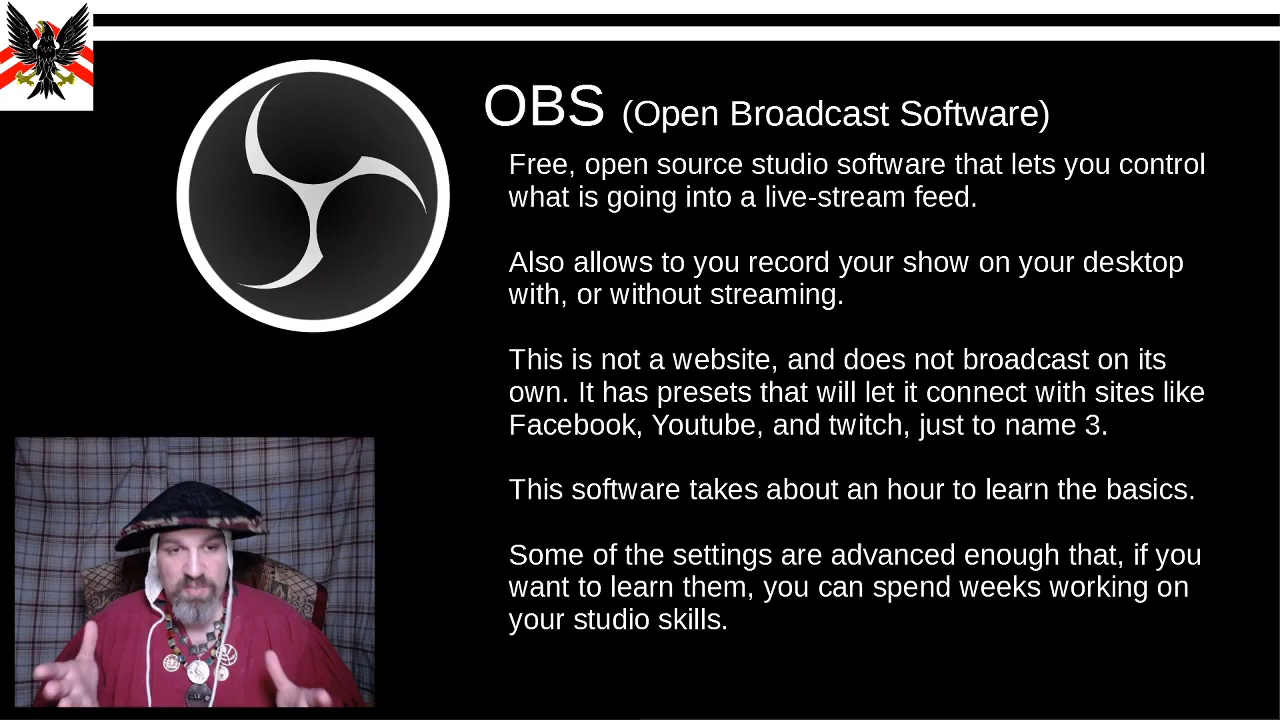 OBS (Open Broadcast Software)
Free, open source studio software that lets you control
what is going into a live-stream feed.
Also allows to you record your show on your desktop
with, or without streaming.
This is not a website, and does not broadcast on its
own. It has presets that will let it connect with sites like
Facebook, Youtube, and twitch, just to name 3.
This software takes about an hour to learn the basics.
Some of the settings are advanced enough that, if you
want to learn them, you can spend weeks working on
your studio skills.